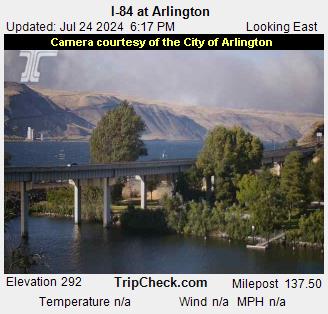 I-84 at Arlington
Updated: Jul 24 2024 6:17 PM Looking East
Camera courtesy of the City of Arlington
Elevation 292 TripCheck.com Milepost 137.50
Temperature n/a Wind n/a MPH n/a